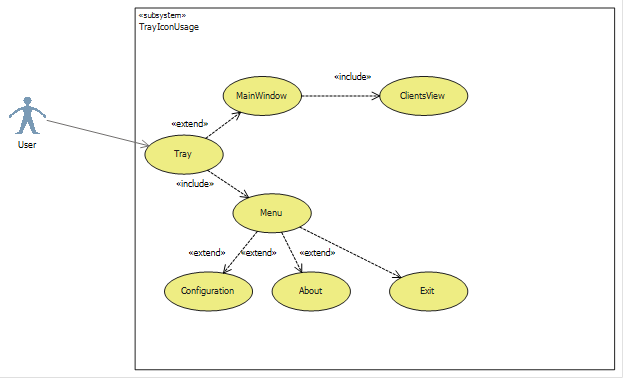 «subsystem»
TrayIconUsage
«include»
MainWindow
ClientsView
«extend»
User
Tray
«include»
Menu
«extend»
«extend»
«extend»
Configuration
About
Exit